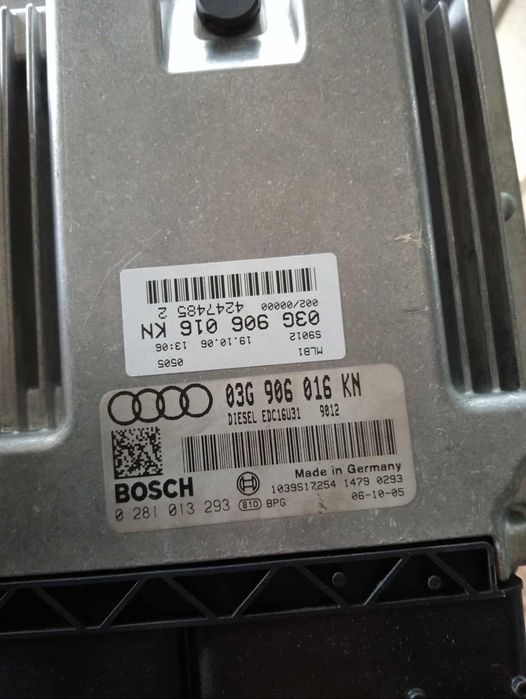 MLB1 0505
S9012 19.10.06 13:06
03G 906 016 KN
002/00000 4247485 2
03G 906 016 KN
DIESEL EDC16U31 9012
Made in Germany
BOSCH
1039S17254 1479 0293
0 281 013 293 810 BPG 06-10-05